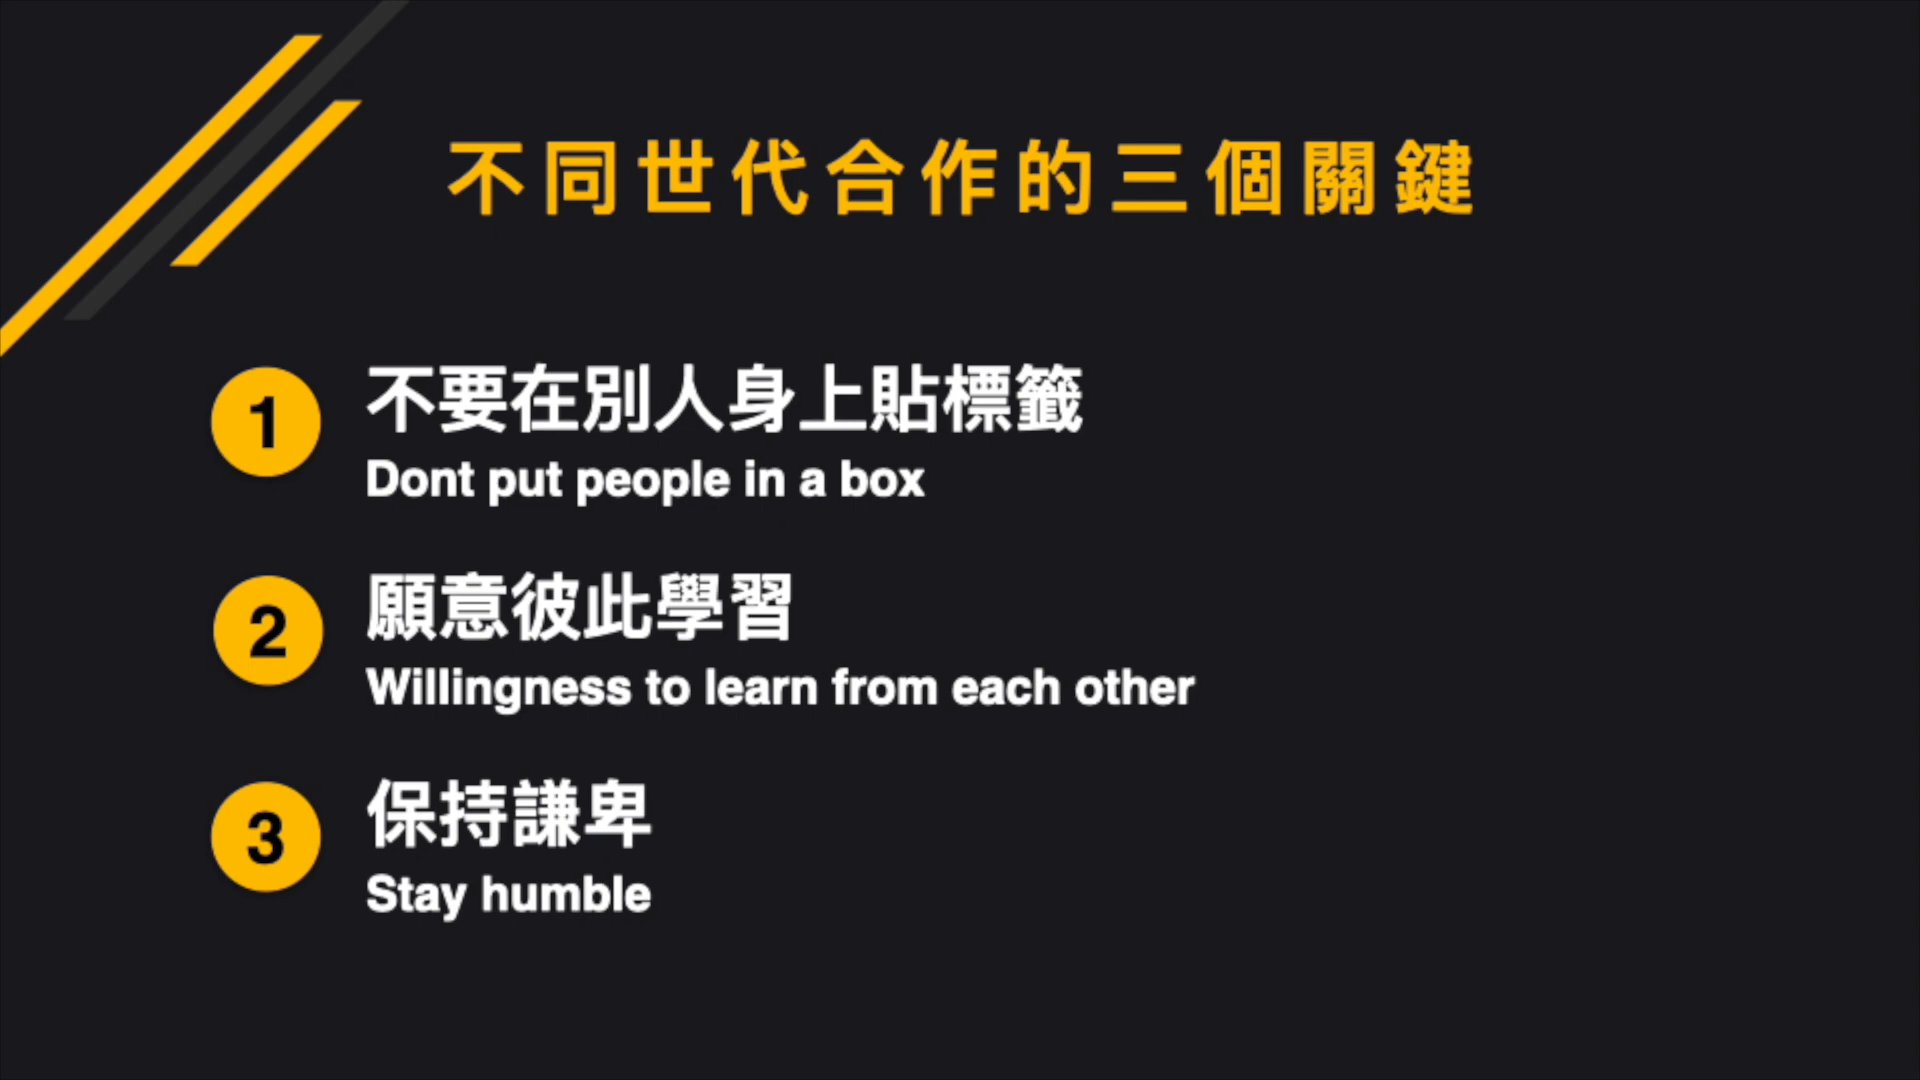 不同世代合作的三個關鍵
1
不要在別人身上貼標籤
Dont put people in a box
2
願意彼此學習
Willingness to learn from each other
3
保持謙卑
Stay humble